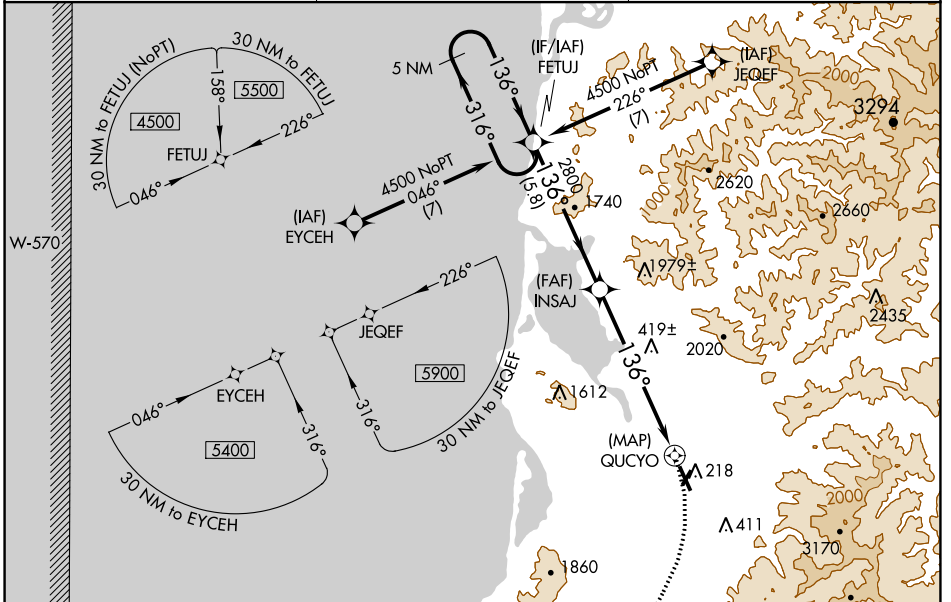 30 NM to FETUJ (NoPT)
30 NM to FETUJ
158°
4500
5500
FETUJ
226°
046°
5 NM
136°
316°
(IF/IAF)
FETUJ
4500 NoPT
226°
(7)
(IAF)
JEQEF
2000
3294
4500 NoPT
046°
(7)
(IAF)
EYCEH
136°
2800
(5.8)
1740
2620
2660
W-570
(FAF)
INSAJ
1979±
2435
419±
2020
136°
1612
226°
JEQEF
5900
316°
30 NM to JEQEF
EYCEH
046°
316°
5400
30 NM to EYCEH
(MAP)
QUCYO
218
411
2000
3170
1860